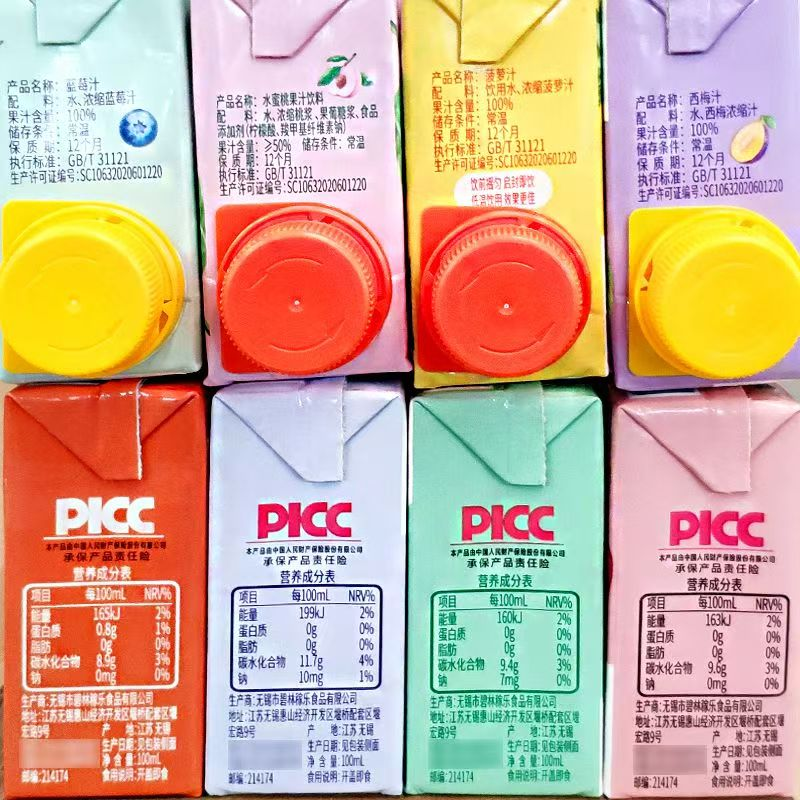 产品名称：蓝莓汁
配　　料：水、浓缩蓝莓汁
果汁含量：100%
储存条件：常温
保 质 期：12个月
执行标准：GB/T 31121
生产许可证编号:SC10632020601220
产品名称：水蜜桃果汁饮料
配　　料：水、浓缩桃浆、果葡糖浆、食品
添加剂(柠檬酸、羧甲基纤维素钠)
果汁含量：≥50%　储存条件：常温
保 质 期：12个月
执行标准：GB/T 31121
生产许可证编号:SC10632020601220
产品名称：菠萝汁
配　　料：饮用水、浓缩菠萝汁
果汁含量：100%
储存条件：常温
保 质 期：12个月
执行标准：GB/T 31121
生产许可证编号:SC10632020601220
饮前摇匀 启封即饮
低温饮用 效果更佳
产品名称：西梅汁
配　　料：水、西梅浓缩汁
果汁含量：100%
储存条件：常温
保 质 期：12个月
执行标准：GB/T 31121
生产许可证编号:SC10632020601220
PICC
本产品由中国人民财产保险股份有限公司
承保产品责任险
营养成分表
项目 每100mL NRV%
能量 165kJ 2%
蛋白质 0.8g 1%
脂肪 0g 0%
碳水化合物 8.9g 3%
钠 0mg 0%
生产商:无锡市碧林稼乐食品有限公司
地址:江苏无锡惠山经济开发区堰桥配套区堰
宏路9号 产　地:江苏.无锡
生产日期:见包装侧面
净 含 量:100mL
邮编:214174 食用说明:开盖即食
PICC
本产品由中国人民财产保险股份有限公司
承保产品责任险
营养成分表
项目 每100mL NRV%
能量 199kJ 2%
蛋白质 0g 0%
脂肪 0g 0%
碳水化合物 11.7g 4%
钠 10mg 1%
生产商:无锡市碧林稼乐食品有限公司
地址:江苏无锡惠山经济开发区堰桥配套区堰
宏路9号 产　地:江苏.无锡
生产日期:见包装侧面
净 含 量:100mL
邮编:214174 食用说明:开盖即食
PICC
本产品由中国人民财产保险股份有限公司
承保产品责任险
营养成分表
项目 每100mL NRV%
能量 160kJ 2%
蛋白质 0g 0%
脂肪 0g 0%
碳水化合物 9.4g 3%
钠 7mg 0%
生产商:无锡市碧林稼乐食品有限公司
地址:江苏无锡惠山经济开发区堰桥配套区堰
宏路9号 产　地:江苏.无锡
生产日期:见包装侧面
净 含 量:100mL
邮编:214174 食用说明:开盖即食
PICC
本产品由中国人民财产保险股份有限公司
承保产品责任险
营养成分表
项目 每100mL NRV%
能量 163kJ 2%
蛋白质 0g 0%
脂肪 0g 0%
碳水化合物 9.6g 3%
钠 0mg 0%
生产商:无锡市碧林稼乐食品有限公司
地址:江苏无锡惠山经济开发区堰桥配套区堰
宏路9号 产　地:江苏.无锡
生产日期:见包装侧面
净 含 量:100mL
邮编:214174 食用说明:开盖即食